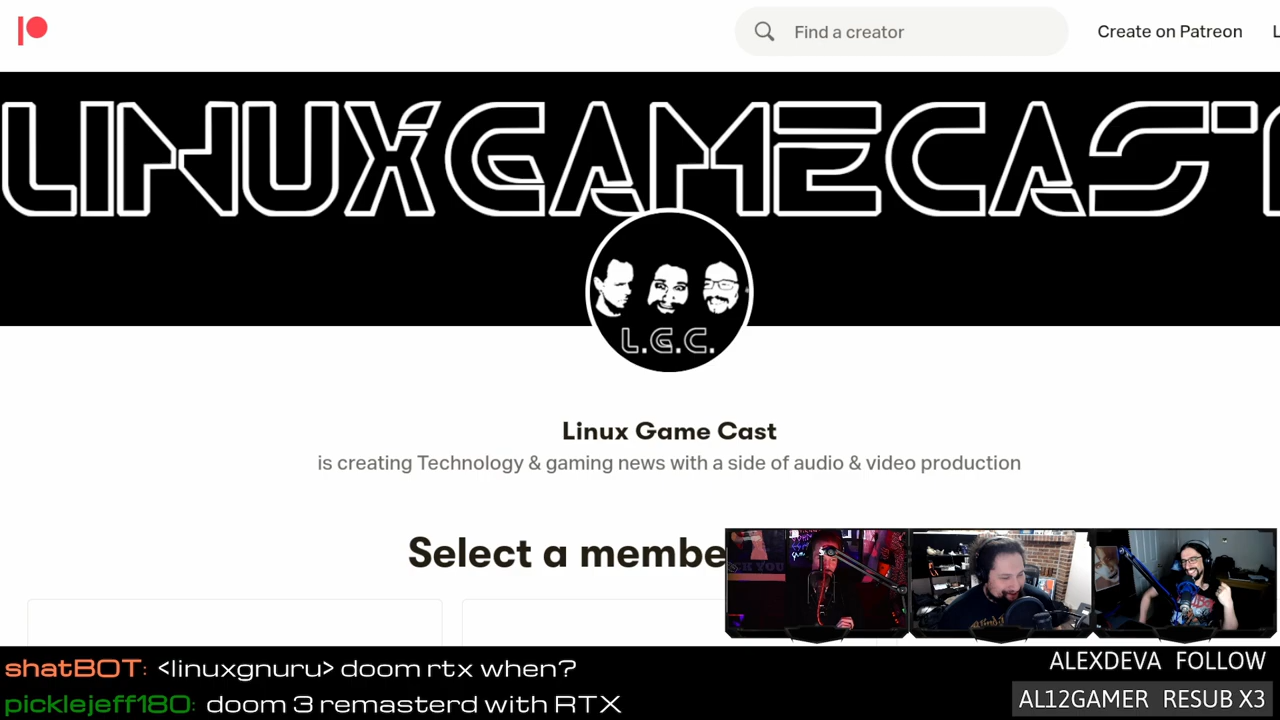 Find a creator
Create on Patreon
L
LINUXGAMECAST
L.G.C.
Linux Game Cast
is creating Technology & gaming news with a side of audio & video production
Select a membe
CK YOU
shatBOT: <linuxgnuru> doom rtx when?
ALEXDEVA FOLLOW
picklejeff180: doom 3 remasterd with RTX
AL12GAMER RESUB X3